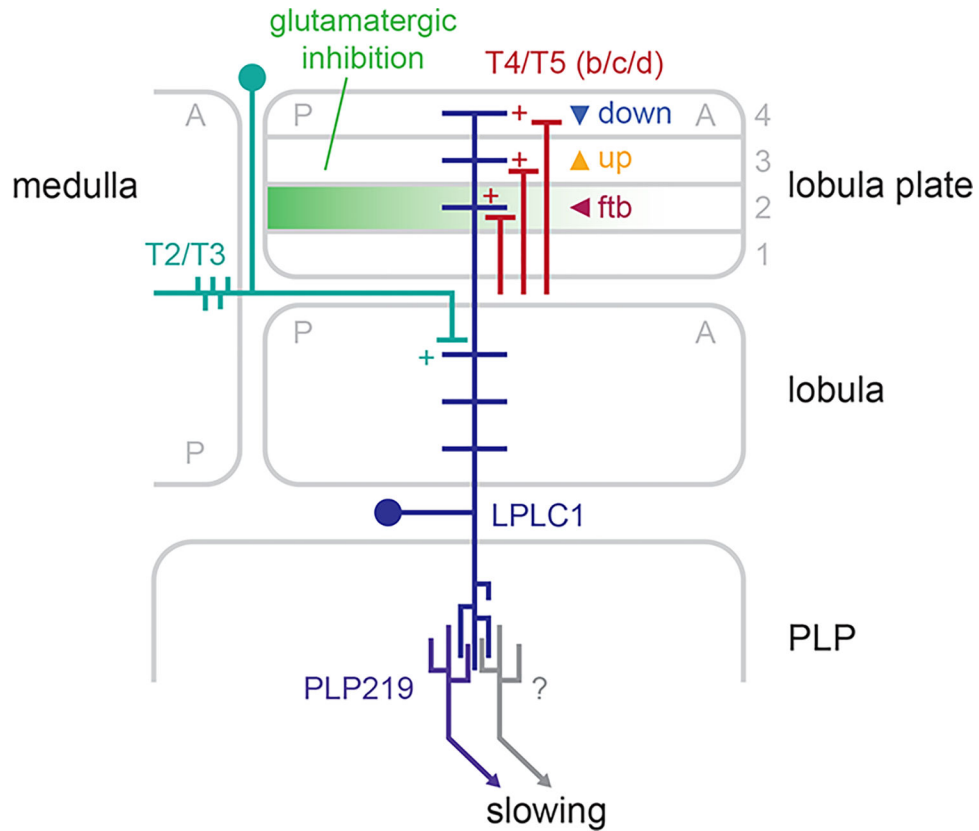 glutamatergic
inhibition
T4/T5 (b/c/d)
A
P
+
▼ down
A
4
medulla
+
▲ up
3
lobula plate
+
◀ ftb
2
T2/T3
1
P
A
+
lobula
P
LPLC1
PLP
PLP219
?
slowing